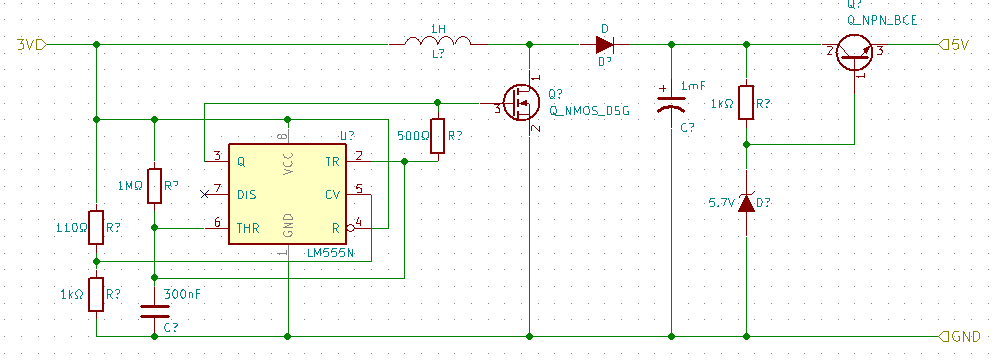 Q?
Q_NPN_BCE
3V
1H
L?
D
D?
2
3
5V
1
1
Q?
Q_NMOS_DSG
3
2
1mF
C?
1kΩ
R?
500Ω
R?
8
U?
3
Q
VCC
TR
2
1MΩ
R?
7
DIS
CV
5
5.7V
D?
110Ω
R?
6
THR
GND
R
4
1
LM555N
1kΩ
R?
300nF
C?
GND